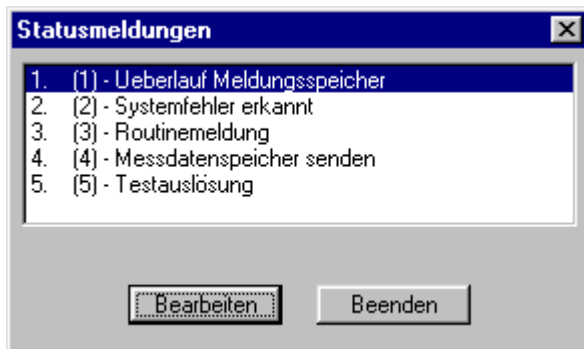 Statusmeldungen
1. (1) - Ueberlauf Meldungsspeicher
2. (2) - Systemfehler erkannt
3. (3) - Routinemeldung
4. (4) - Messdatenspeicher senden
5. (5) - Testauslösung
Bearbeiten Beenden